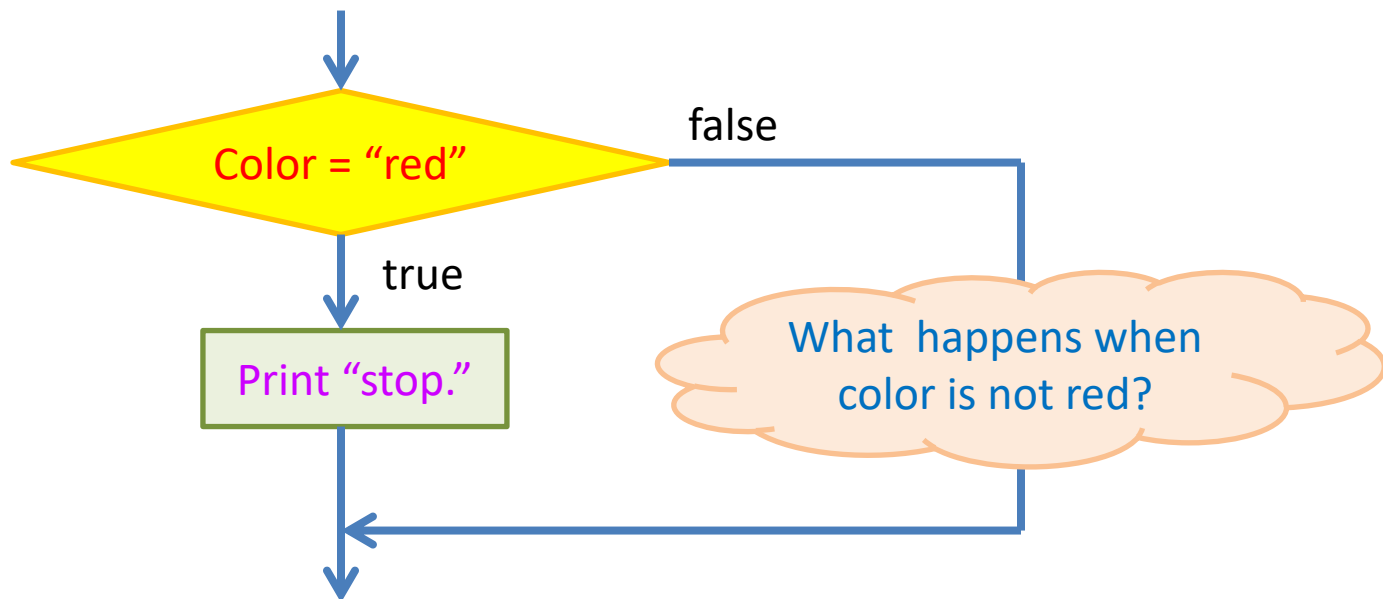 Color = “red”
false
true
Print “stop.”
What  happens when
color is not red?